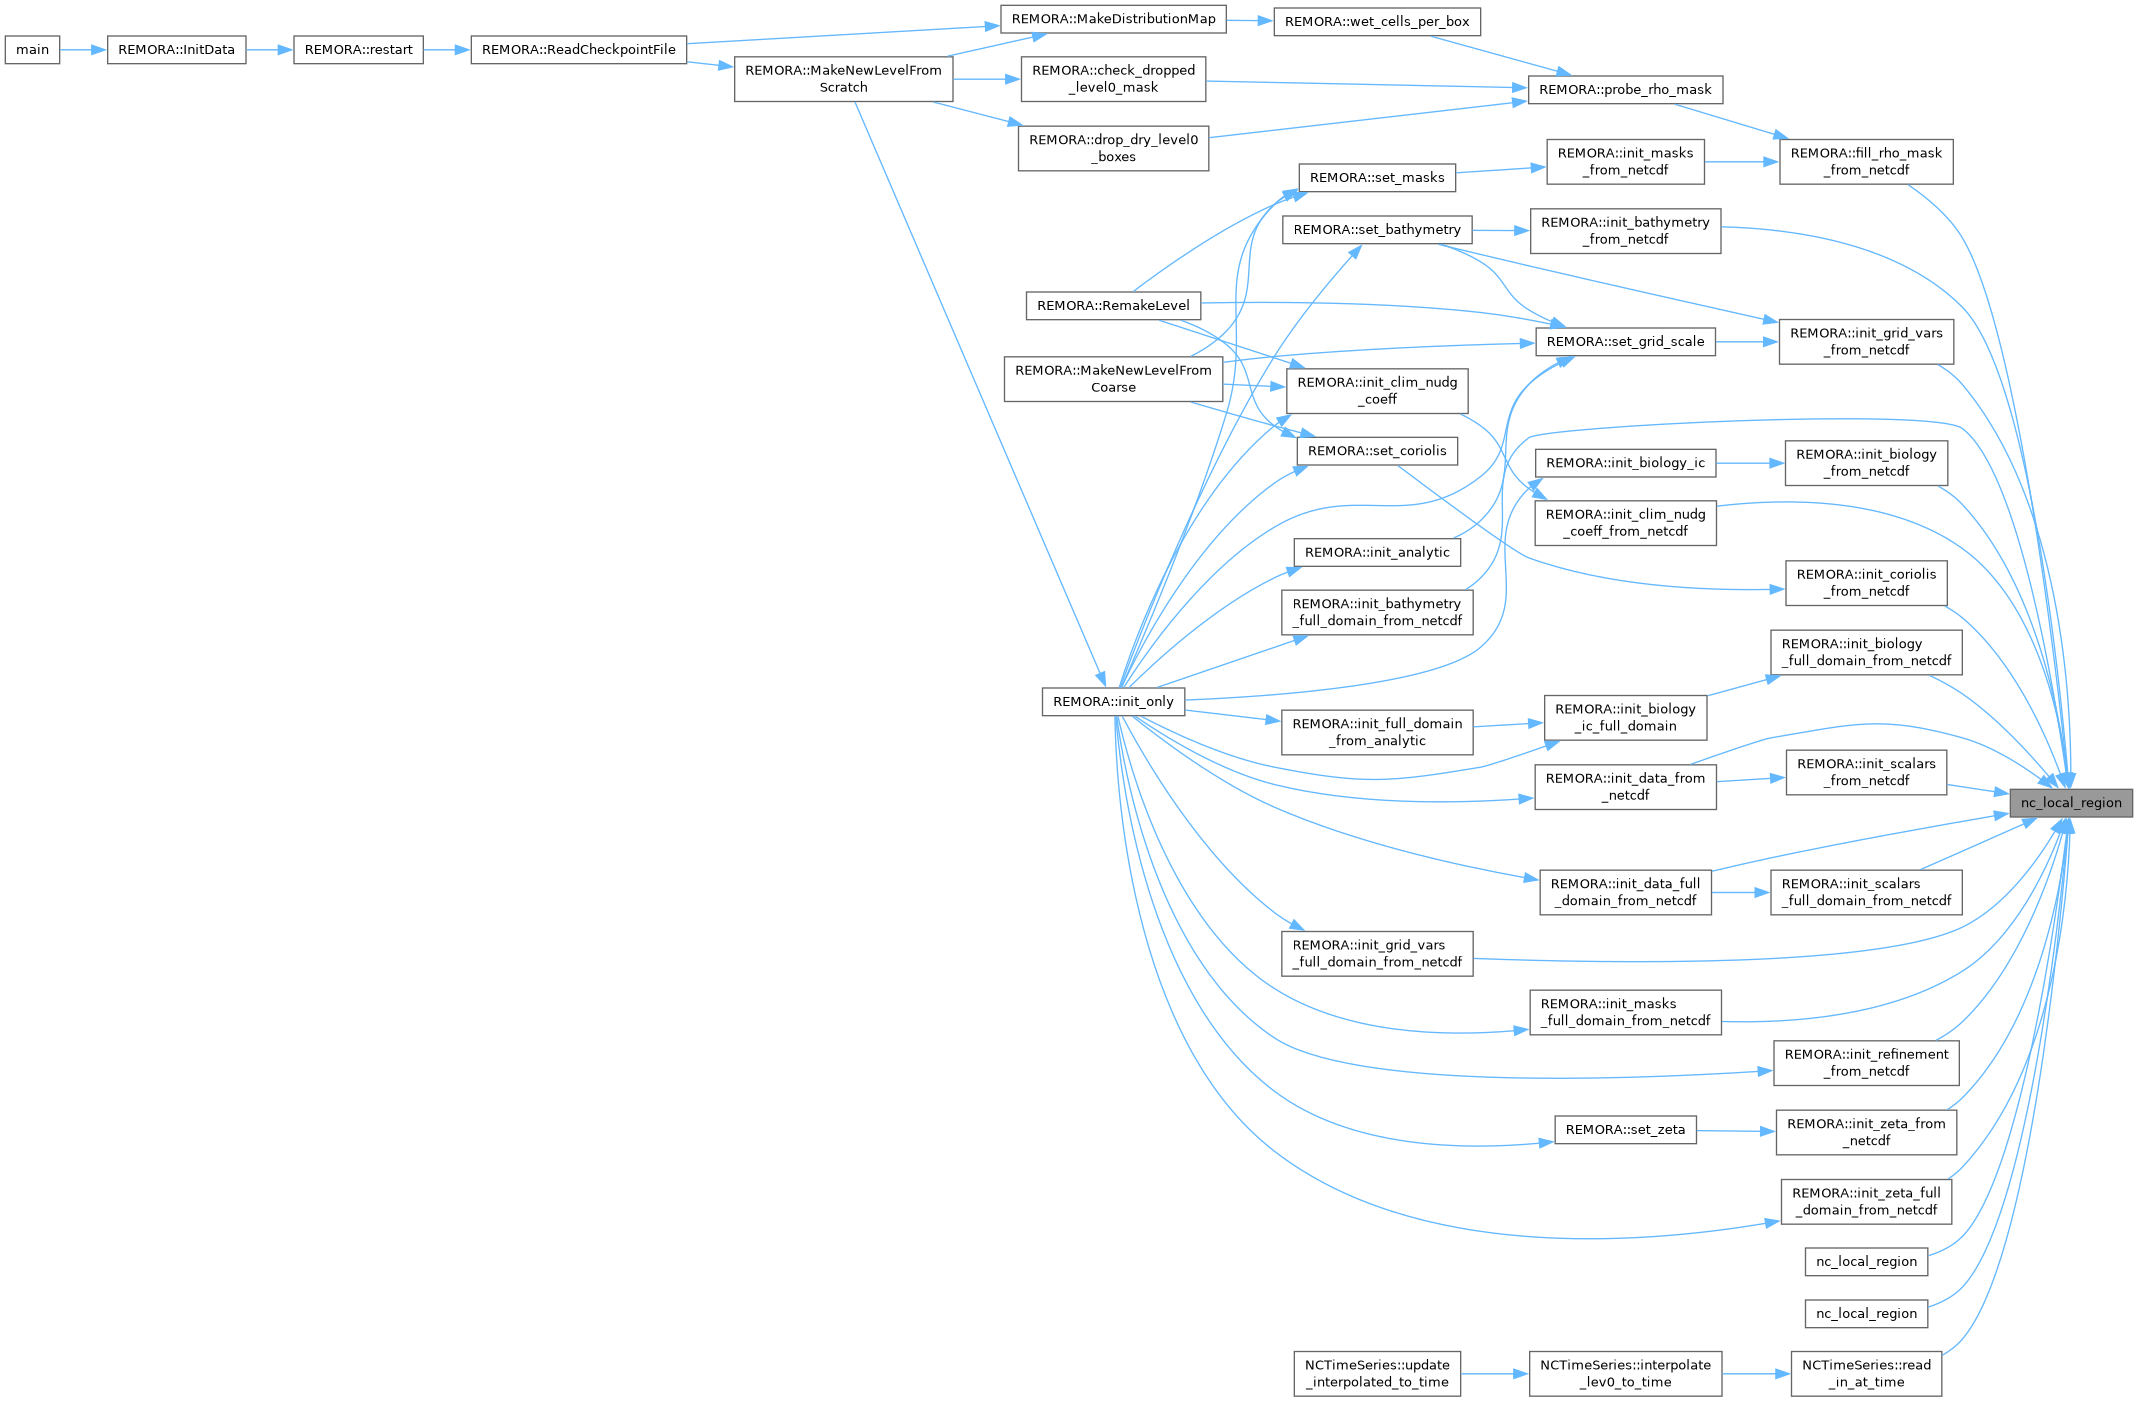 main
REMORA::InitData
REMORA::restart
REMORA::ReadCheckpointFile
REMORA::MakeDistributionMap
REMORA::wet_cells_per_box
REMORA::MakeNewLevelFrom
Scratch
REMORA::check_dropped
_level0_mask
REMORA::probe_rho_mask
REMORA::drop_dry_level0
_boxes
REMORA::init_masks
_from_netcdf
REMORA::fill_rho_mask
_from_netcdf
REMORA::set_masks
REMORA::set_bathymetry
REMORA::init_bathymetry
_from_netcdf
REMORA::RemakeLevel
REMORA::set_grid_scale
REMORA::init_grid_vars
_from_netcdf
REMORA::MakeNewLevelFrom
Coarse
REMORA::init_clim_nudg
_coeff
REMORA::set_coriolis
REMORA::init_biology_ic
REMORA::init_biology
_from_netcdf
REMORA::init_clim_nudg
_coeff_from_netcdf
REMORA::init_analytic
REMORA::init_coriolis
_from_netcdf
REMORA::init_bathymetry
_full_domain_from_netcdf
REMORA::init_biology
_full_domain_from_netcdf
REMORA::init_only
REMORA::init_full_domain
_from_analytic
REMORA::init_biology
_ic_full_domain
REMORA::init_data_from
_netcdf
REMORA::init_scalars
_from_netcdf
nc_local_region
REMORA::init_data_full
_domain_from_netcdf
REMORA::init_scalars
_full_domain_from_netcdf
REMORA::init_grid_vars
_full_domain_from_netcdf
REMORA::init_masks
_full_domain_from_netcdf
REMORA::init_refinement
_from_netcdf
REMORA::set_zeta
REMORA::init_zeta_from
_netcdf
REMORA::init_zeta_full
_domain_from_netcdf
nc_local_region
nc_local_region
NCTimeSeries::update
_interpolated_to_time
NCTimeSeries::interpolate
_lev0_to_time
NCTimeSeries::read
_in_at_time